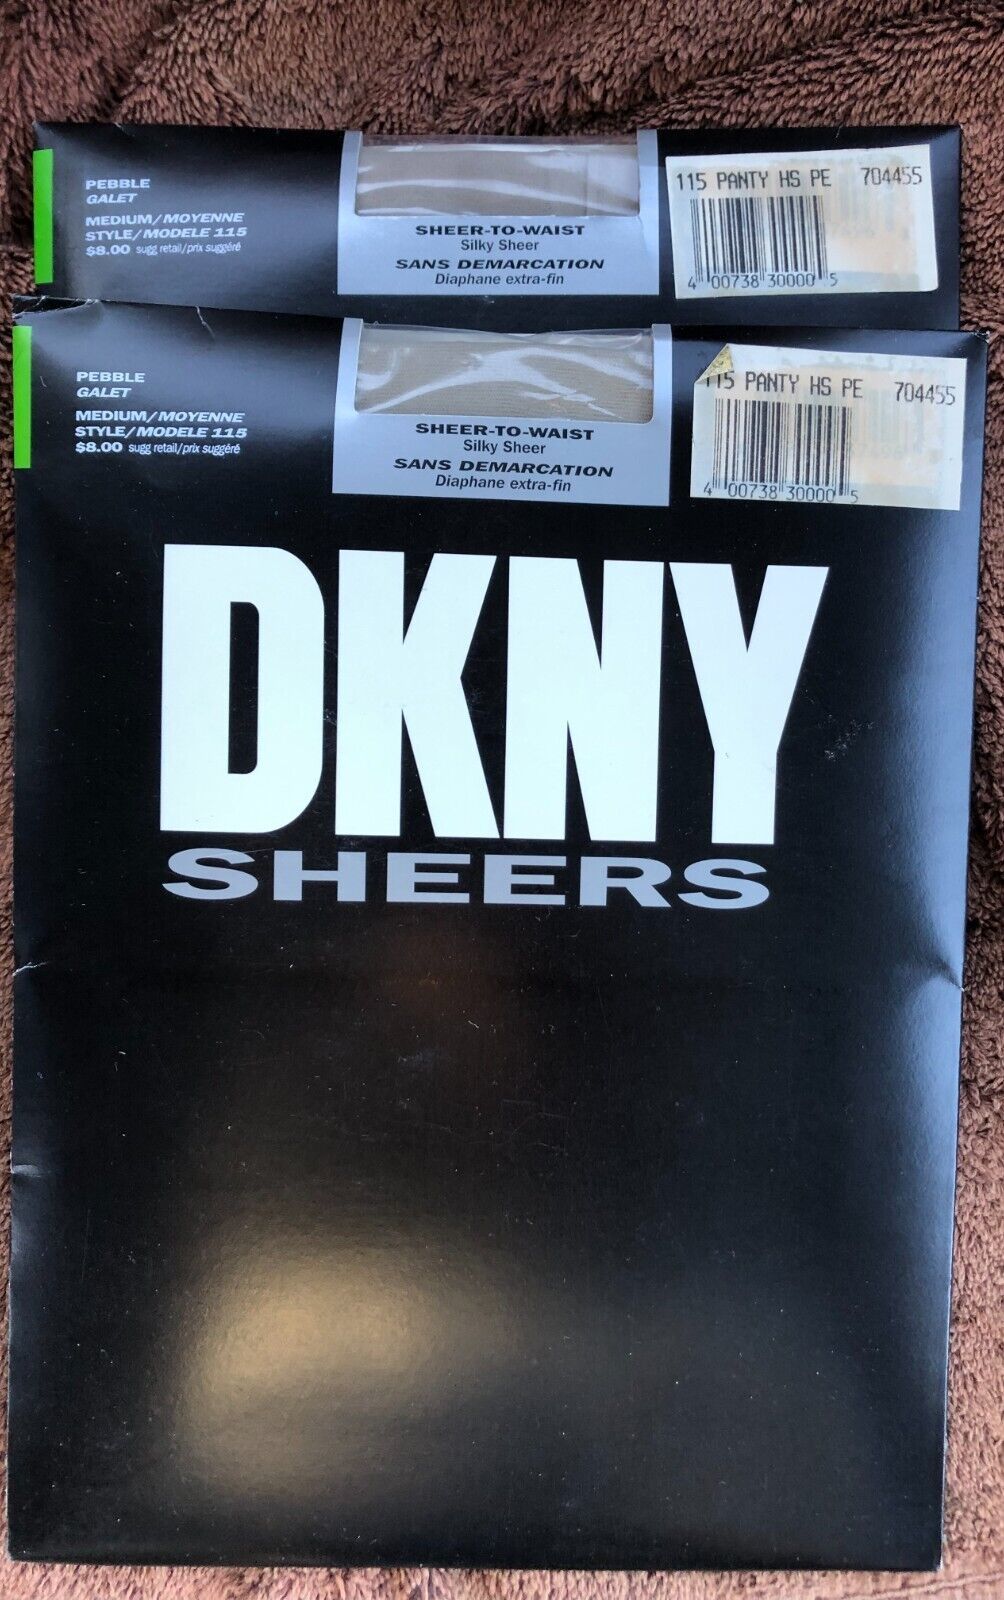 PEBBLE
GALET
MEDIUM/MOYENNE
STYLE/MODELE 115
$8.00 sugg retail/prix suggéré
SHEER-TO-WAIST
Silky Sheer
SANS DEMARCATION
Diaphane extra-fin
115 PANTY HS PE 704455
4 00738 30000 5
PEBBLE
GALET
MEDIUM/MOYENNE
STYLE/MODELE 115
$8.00 sugg retail/prix suggéré
SHEER-TO-WAIST
Silky Sheer
SANS DEMARCATION
Diaphane extra-fin
115 PANTY HS PE 704455
4 00738 30000 5
DKNY
SHEERS